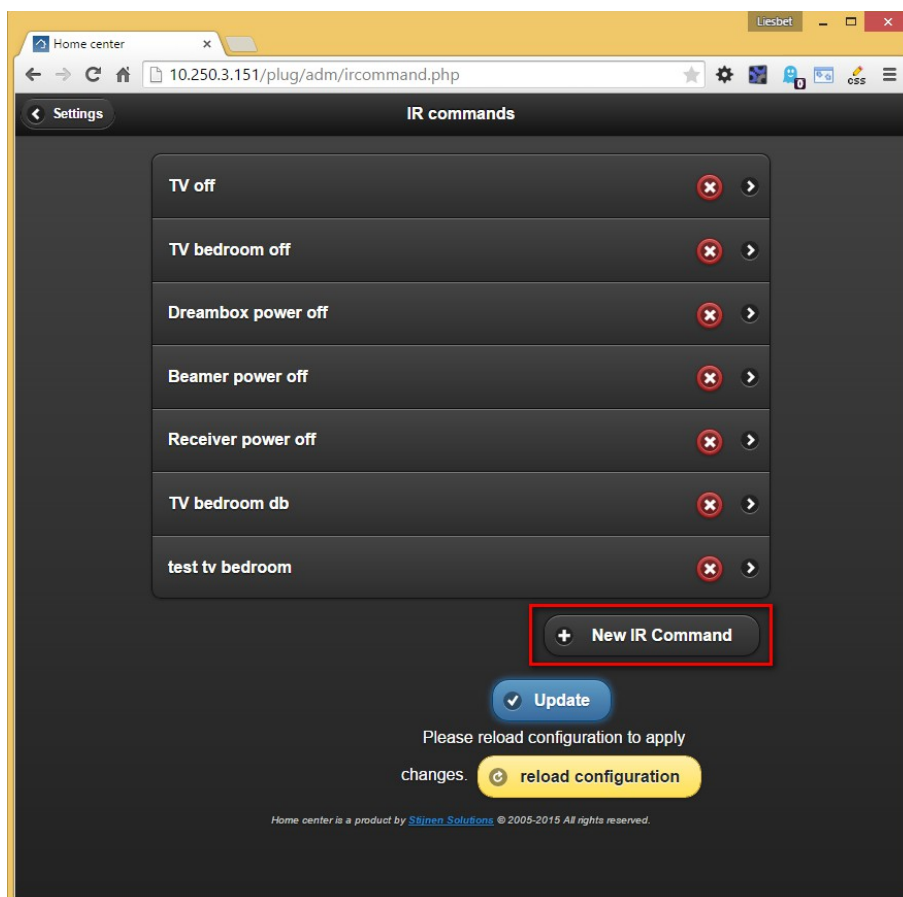 Liesbet
Home center
10.250.3.151/plug/adm/ircommand.php
0
css
Settings
IR commands
TV off
TV bedroom off
Dreambox power off
Beamer power off
Receiver power off
TV bedroom db
test tv bedroom
New IR Command
Update
Please reload configuration to apply
changes. reload configuration
Home center is a product by Stijnen Solutions © 2005-2015 All rights reserved.